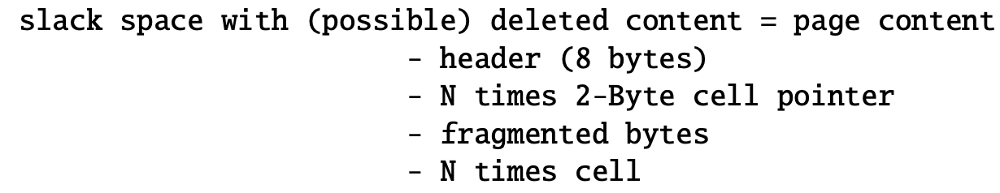 slack space with (possible) deleted content = page content
- header (8 bytes)
- N times 2-Byte cell pointer
- fragmented bytes
- N times cell